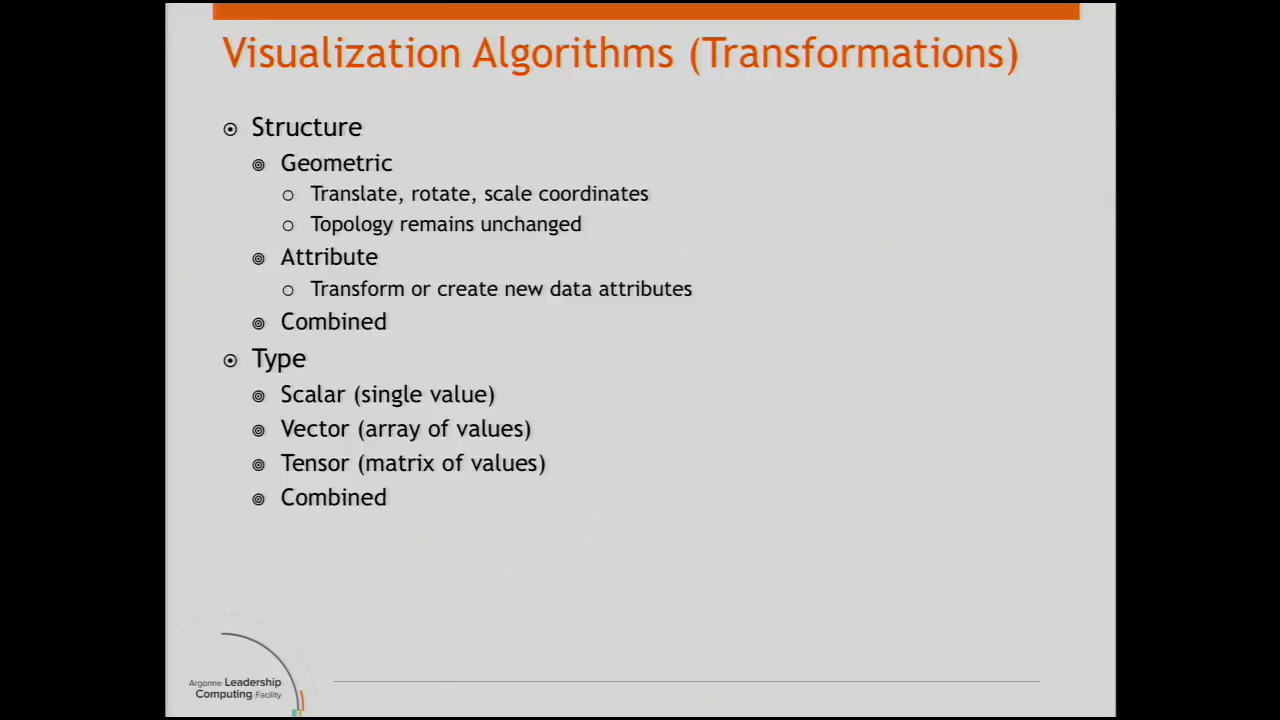 Visualization Algorithms (Transformations)
Structure
Geometric
Translate, rotate, scale coordinates
Topology remains unchanged
Attribute
Transform or create new data attributes
Combined
Type
Scalar (single value)
Vector (array of values)
Tensor (matrix of values)
Combined
Argonne Leadership
Computing Facility